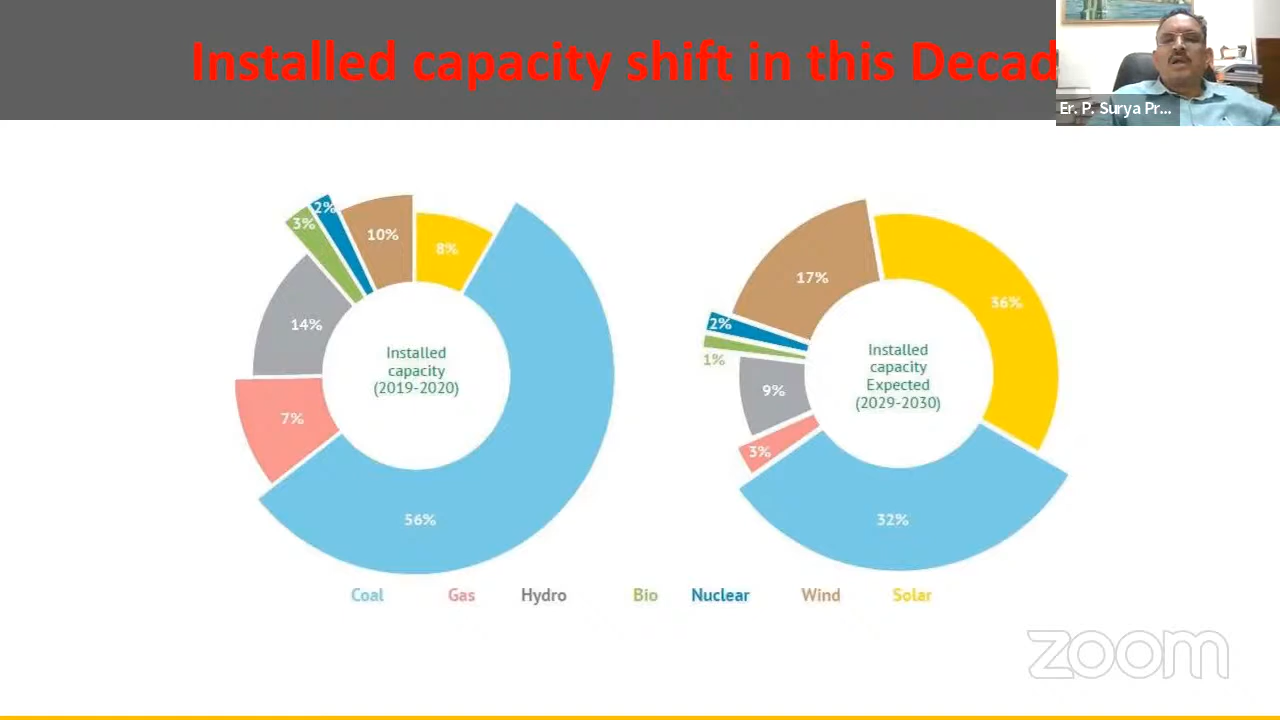 Installed capacity shift in this Decad
Er. P. Surya Pr...
2%
3%
10%
8%
14%
7%
56%
Installed
capacity
(2019-2020)
17%
36%
2%
1%
9%
3%
32%
Installed
capacity
Expected
(2029-2030)
Coal Gas Hydro Bio Nuclear Wind Solar
zoom